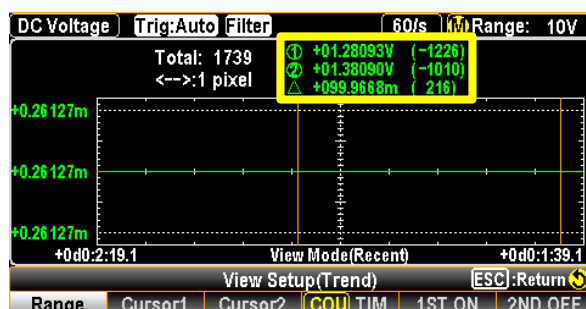 DC Voltage Trig:Auto Filter 60/s M Range: 10V
Total: 1739
<-->:1 pixel
① +01.28093V (-1226)
② +01.38090V (-1010)
△ +099.9668m ( 216)
+0.26127m
+0.26127m
+0.26127m
+0d0:2:19.1 View Mode(Recent) +0d0:1:39.1
View Setup(Trend) ESC:Return
Range Cursor1 Cursor2 COU TIM 1ST ON 2ND OFF